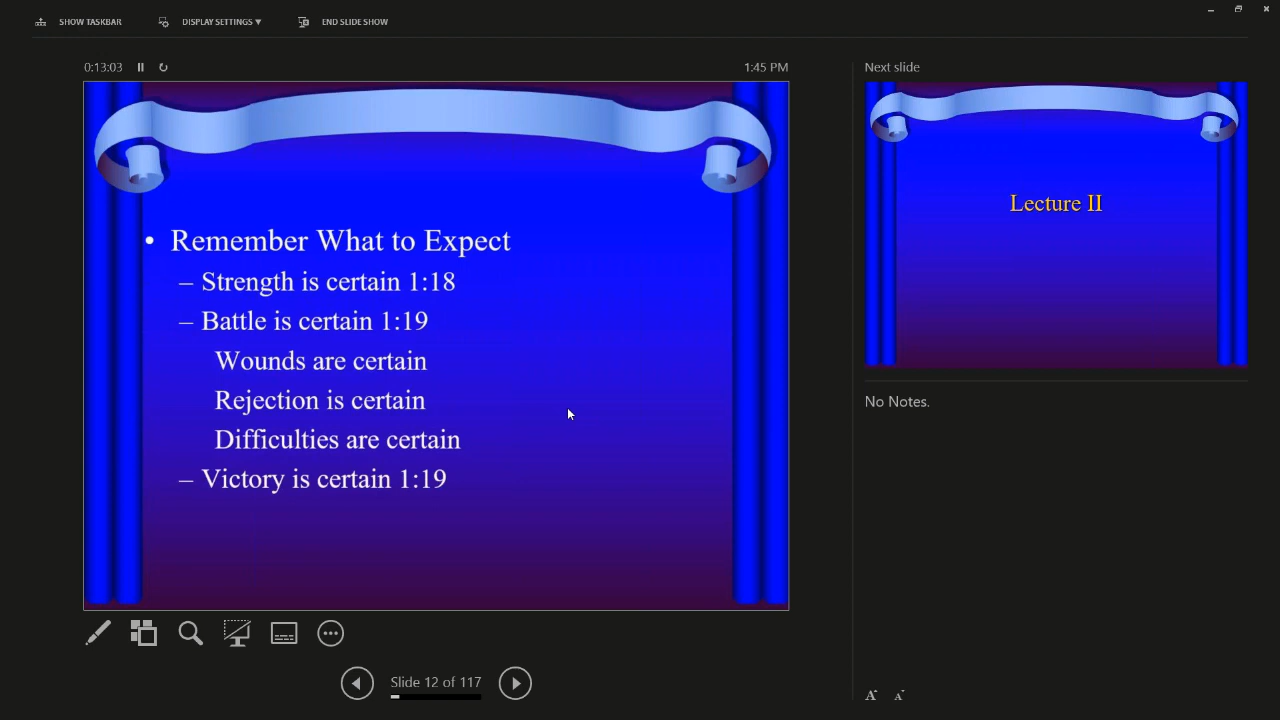 SHOW TASKBAR DISPLAY SETTINGS ▼ END SLIDE SHOW
0:13:03 1:45 PM
• Remember What to Expect
– Strength is certain 1:18
– Battle is certain 1:19
Wounds are certain
Rejection is certain
Difficulties are certain
– Victory is certain 1:19
Slide 12 of 117
Next slide
Lecture II
No Notes.
A A